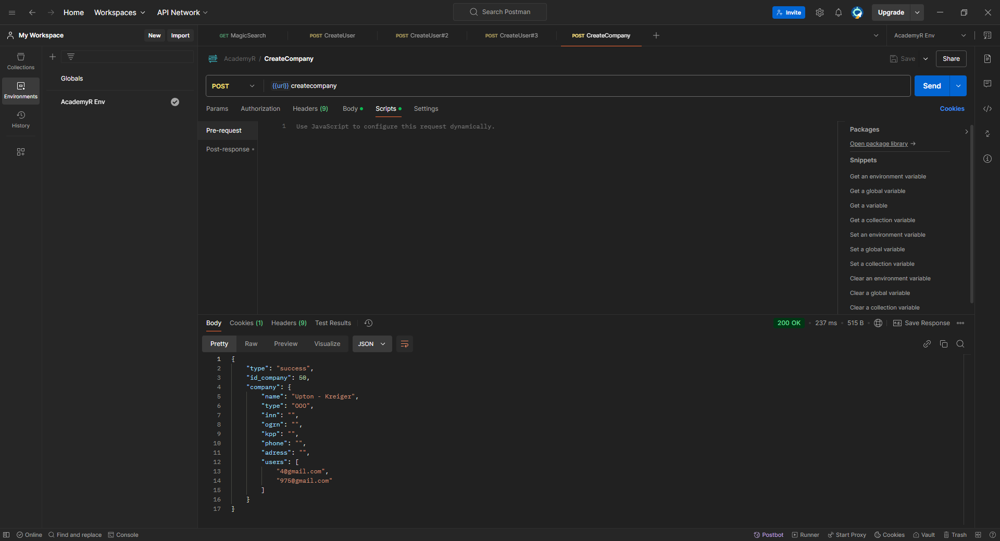 Home
Workspaces
API Network
Search Postman
Invite
Upgrade
My Workspace
New
Import
GET MagicSearch
POST CreateUser
POST CreateUser#2
POST CreateUser#3
POST CreateCompany
AcademyR Env
Collections
Environments
History
Globals
AcademyR Env
HTTP
AcademyR / CreateCompany
Save
Share
POST
{{url}} createcompany
Send
Params
Authorization
Headers (9)
Body
Scripts
Settings
Cookies
Pre-request
Post-response
1 Use JavaScript to configure this request dynamically.
Packages
Open package library →
Snippets
Get an environment variable
Get a global variable
Get a variable
Get a collection variable
Set an environment variable
Set a global variable
Set a collection variable
Clear an environment variable
Clear a global variable
Clear a collection variable
Body
Cookies (1)
Headers (9)
Test Results
200 OK • 237 ms • 515 B
e.g. Save Response
Pretty
Raw
Preview
Visualize
JSON
1 {
2 "type": "success",
3 "id_company": 50,
4 "company": {
5 "name": "Upton - Kreiger",
6 "type": "ООО",
7 "inn": "",
8 "ogrn": "",
9 "kpp": "",
10 "phone": "",
11 "adress": "",
12 "users": [
13 "4@gmail.com",
14 "975@gmail.com"
15 ]
16 }
17 }
Online
Find and replace
Console
Postbot
Runner
Start Proxy
Cookies
Vault
Trash